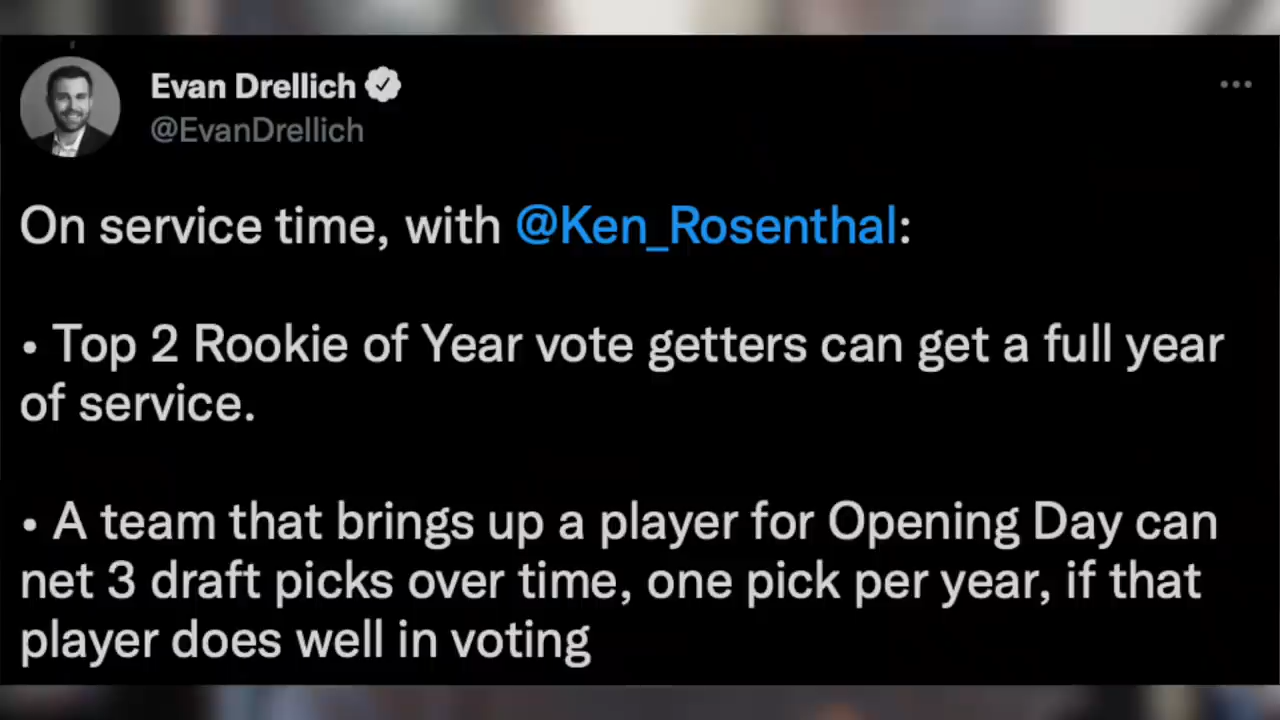 Evan Drellich
@EvanDrellich
On service time, with @Ken_Rosenthal:
• Top 2 Rookie of Year vote getters can get a full year
of service.
• A team that brings up a player for Opening Day can
net 3 draft picks over time, one pick per year, if that
player does well in voting